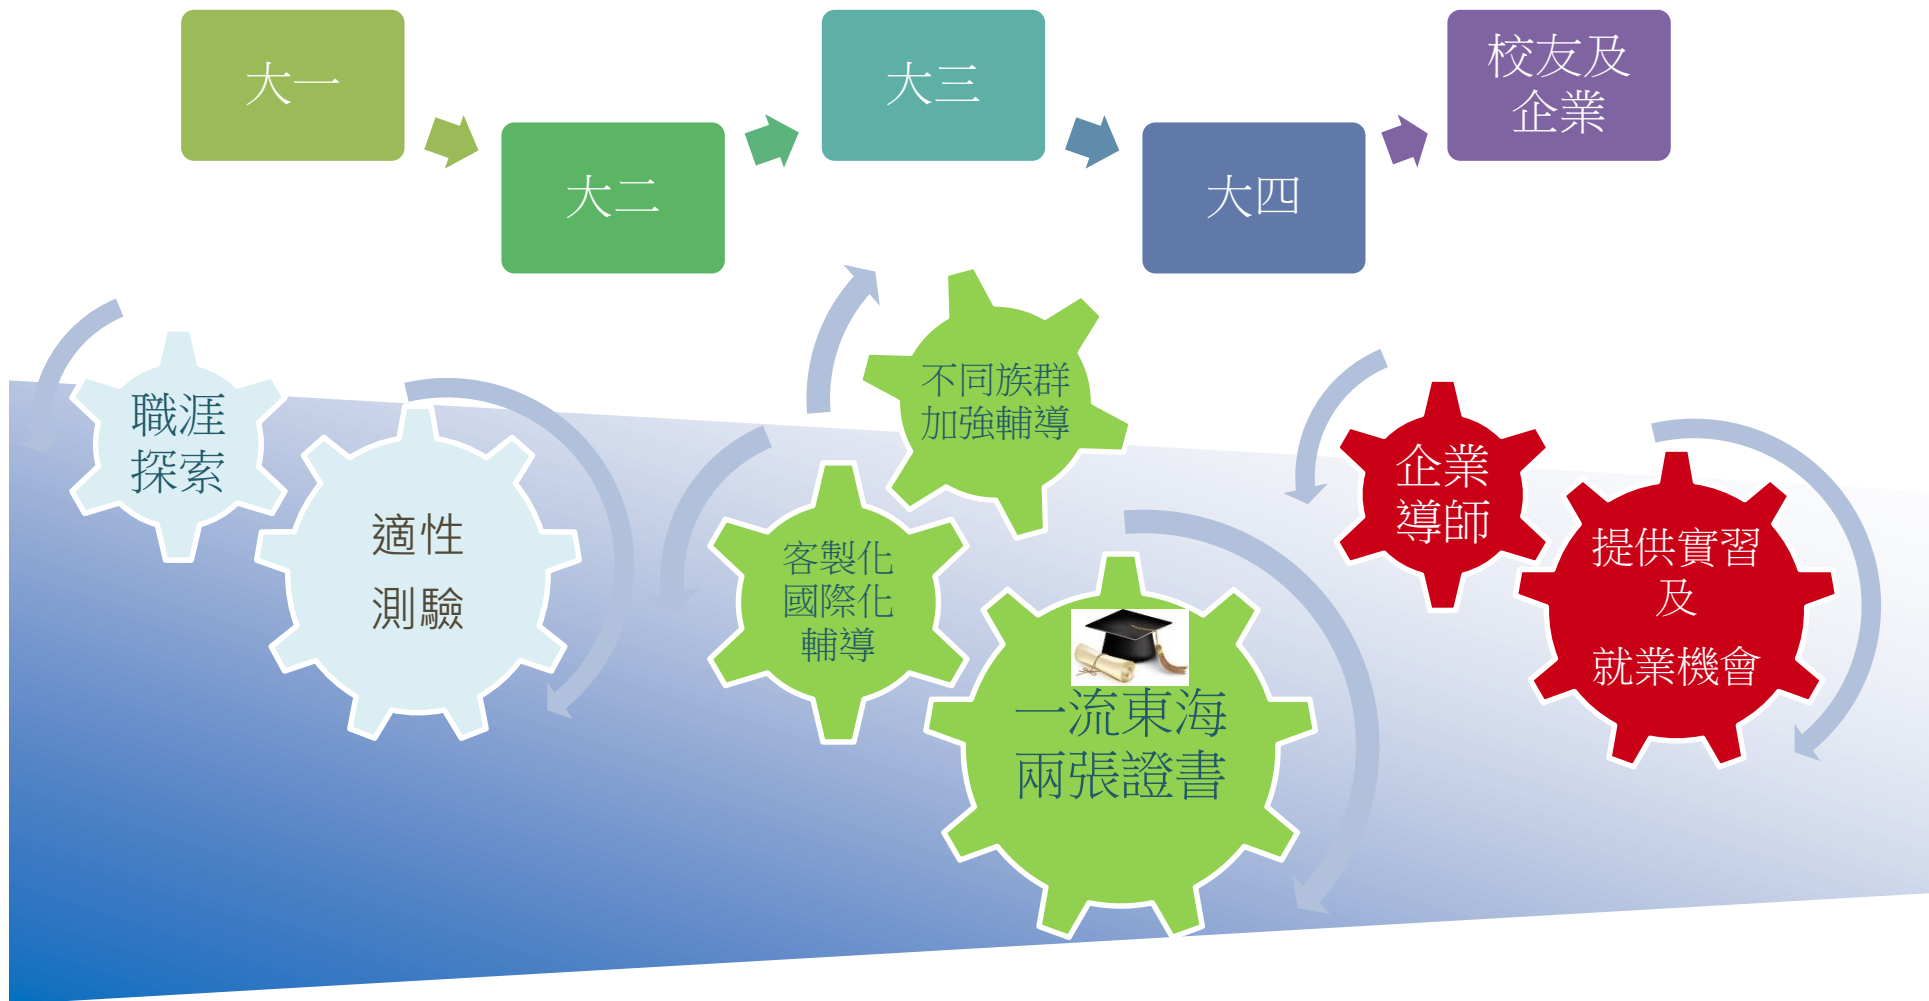 大一
大二
大三
大四
校友及
企業
職涯
探索
適性
測驗
不同族群
加強輔導
客製化
國際化
輔導
一流東海
兩張證書
企業
導師
提供實習
及
就業機會